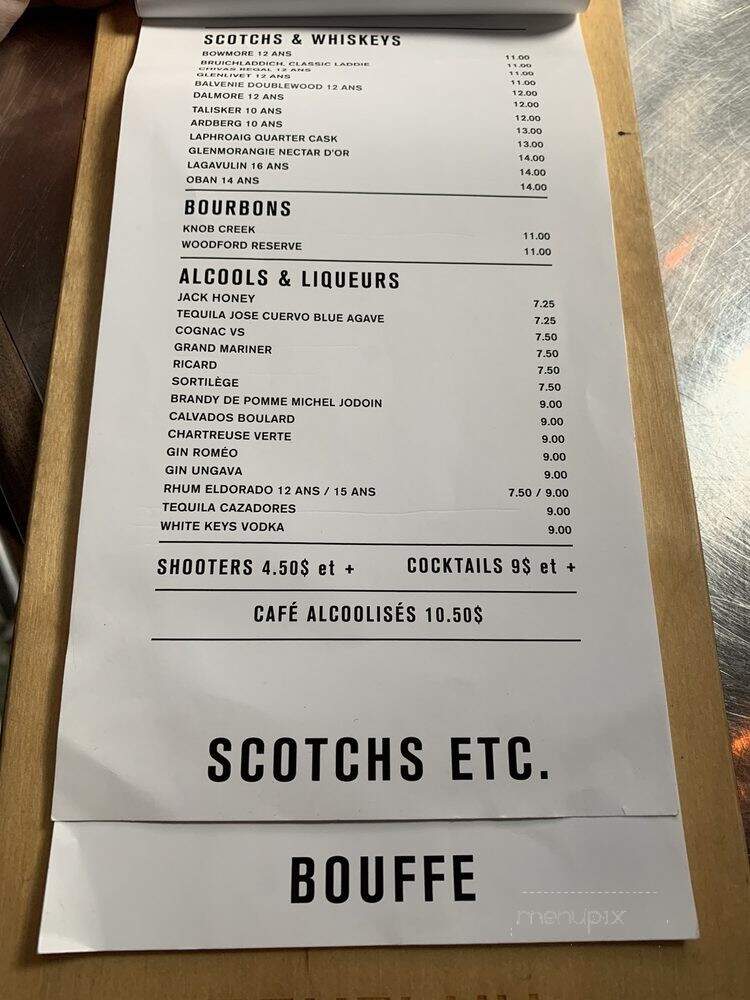 SCOTCHS & WHISKEYS
BOWMORE 12 ANS 11.00
BRUICHLADDICH, CLASSIC LADDIE 11.00
CHIVAS REGAL 12 ANS 11.00
GLENLIVET 12 ANS 11.00
BALVENIE DOUBLEWOOD 12 ANS 12.00
DALMORE 12 ANS 12.00
TALISKER 10 ANS 12.00
ARDBERG 10 ANS 13.00
LAPHROAIG QUARTER CASK 13.00
GLENMORANGIE NECTAR D'OR 14.00
LAGAVULIN 16 ANS 14.00
OBAN 14 ANS 14.00
BOURBONS
KNOB CREEK 11.00
WOODFORD RESERVE 11.00
ALCOOLS & LIQUEURS
JACK HONEY 7.25
TEQUILA JOSE CUERVO BLUE AGAVE 7.25
COGNAC VS 7.50
GRAND MARINER 7.50
RICARD 7.50
SORTILÈGE 7.50
BRANDY DE POMME MICHEL JODOIN 9.00
CALVADOS BOULARD 9.00
CHARTREUSE VERTE 9.00
GIN ROMÉO 9.00
GIN UNGAVA 9.00
RHUM ELDORADO 12 ANS / 15 ANS 7.50 / 9.00
TEQUILA CAZADORES 9.00
WHITE KEYS VODKA 9.00
SHOOTERS 4.50$ et + COCKTAILS 9$ et +
CAFÉ ALCOOLISÉS 10.50$
SCOTCHS ETC.
BOUFFE
menupix